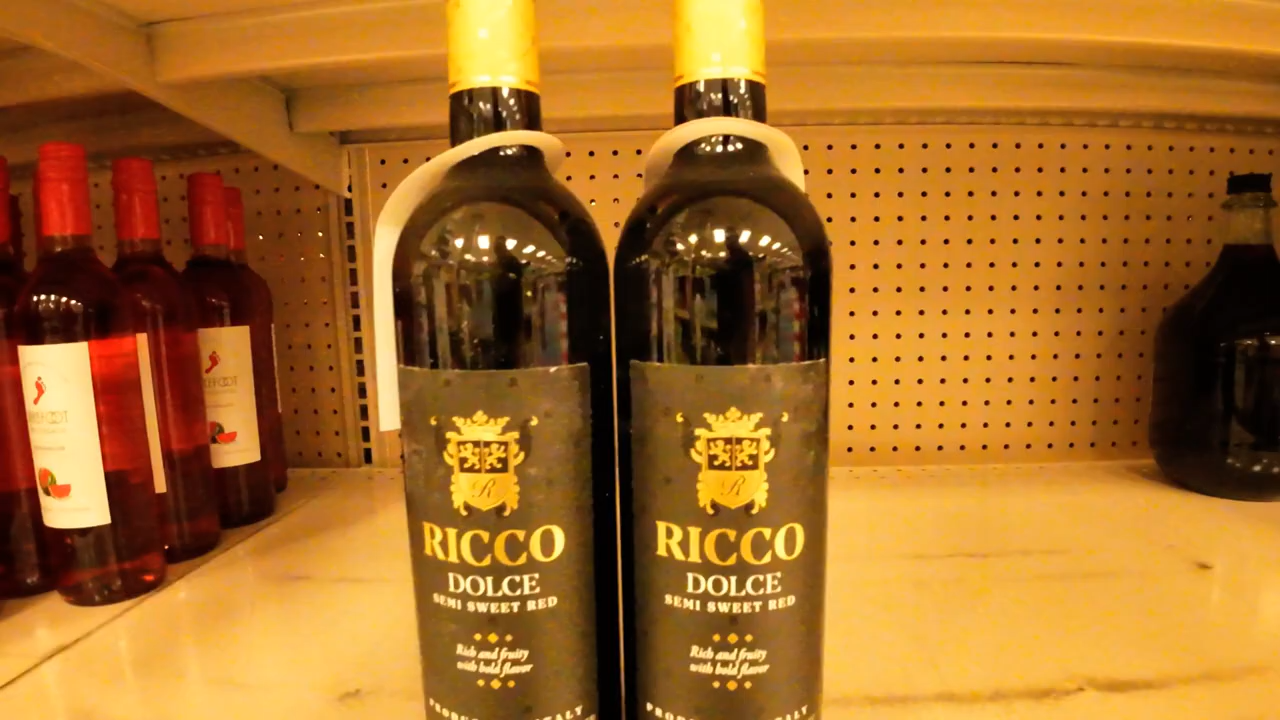 RICCO
DOLCE
SEMI SWEET RED
Rich and fruity
with bold flavor
RICCO
DOLCE
SEMI SWEET RED
Rich and fruity
with bold flavor